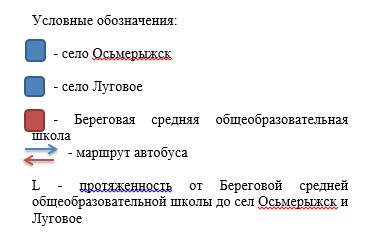 Условные обозначения:
- село Осьмерыжск
- село Луговое
- Береговая средняя общеобразовательная
школа
- маршрут автобуса
L - протяженность от Береговой средней
общеобразовательной школы до сел Осьмерыжск и
Луговое